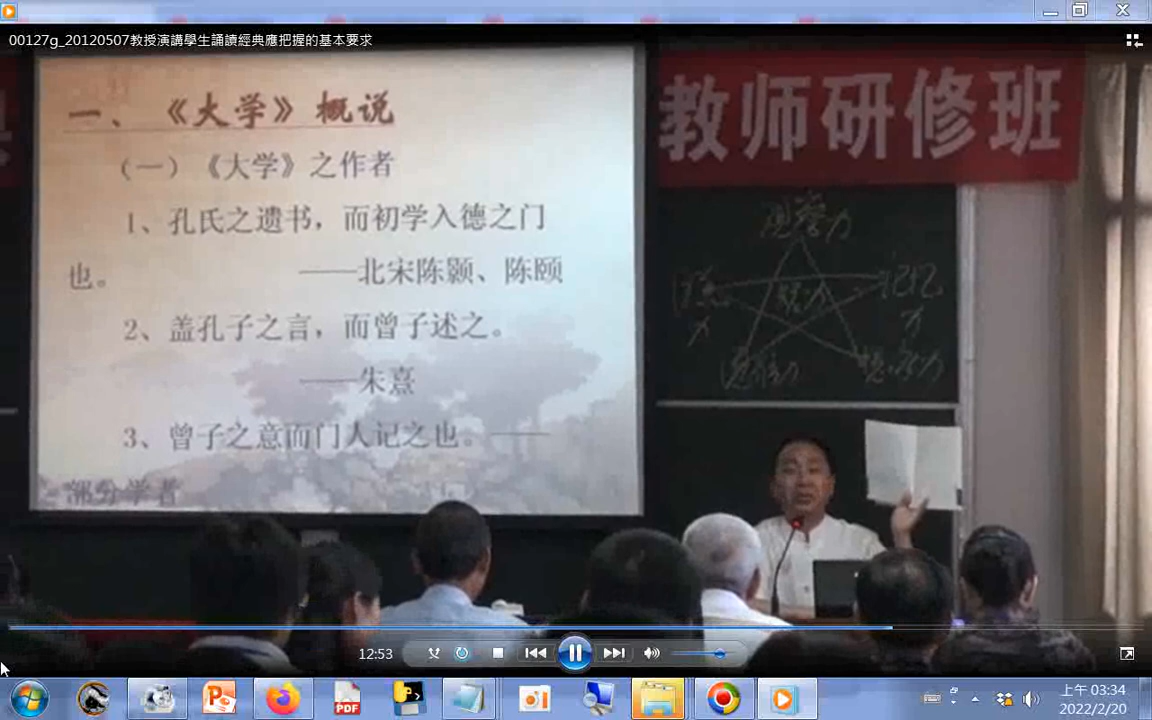 00127g_20120507教授演講學生誦讀經典應把握的基本要求
一、《大学》概说
(一)《大学》之作者
1、孔氏之遗书，而初学入德之门
也。 ——北宋陈颢、陈颐
2、盖孔子之言，而曾子述之。
——朱熹
3、曾子之意而门人记之也。——
部分学者
教师研修班
记忆
力
12:53
PDF
上午 03:34
2022/2/20